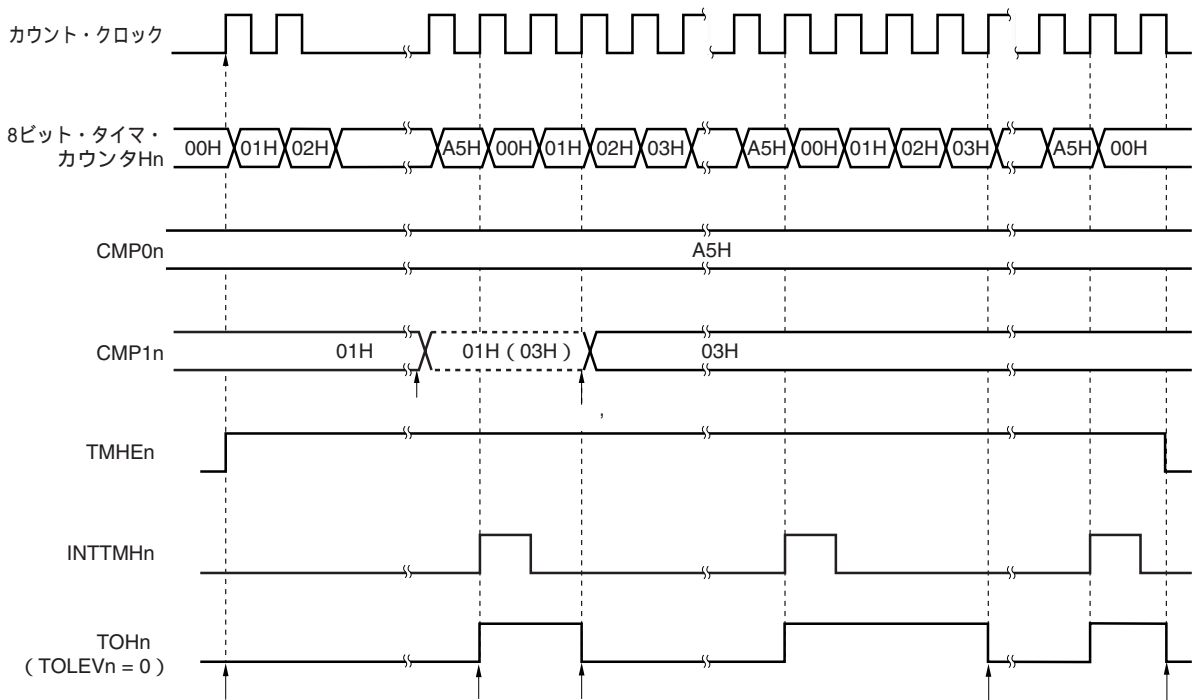 カウント・クロック
8ビット・タイマ・
カウンタHn
00H 01H 02H A5H 00H 01H 02H 03H A5H 00H 01H 02H 03H A5H 00H
CMP0n
A5H
CMP1n
01H 01H（03H） 03H
,
TMHEn
INTTMHn
TOHn
（TOLEVn = 0）